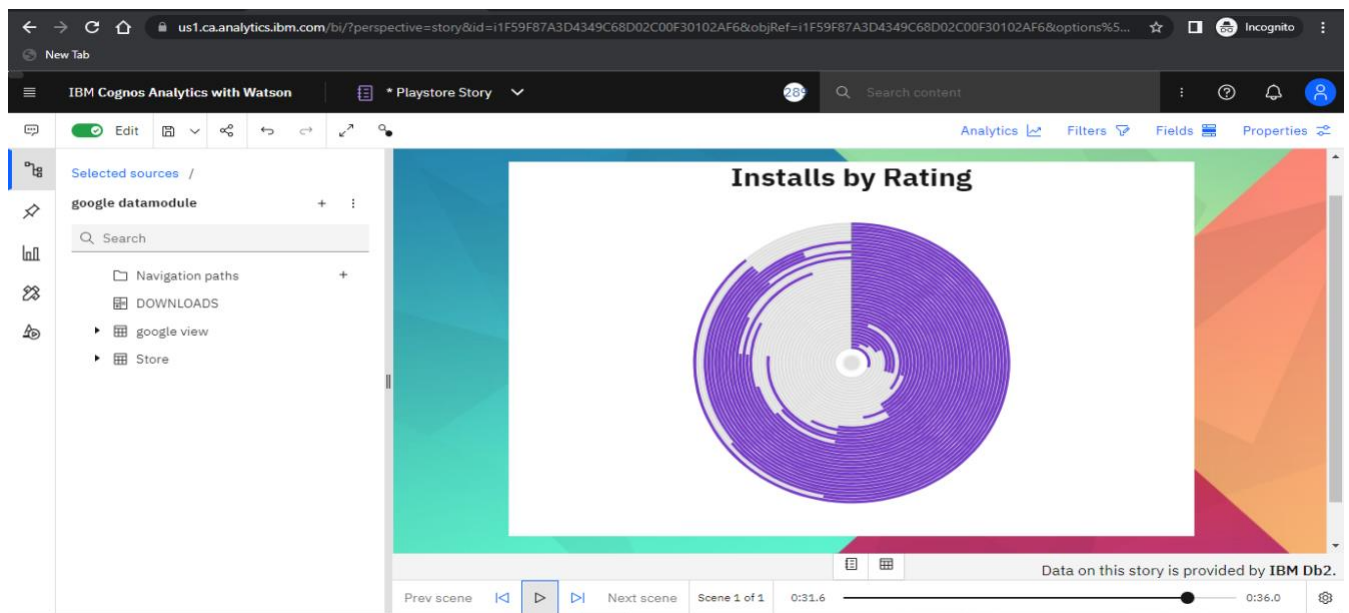 us1.ca.analytics.ibm.com/bi/?perspective=story&id=i1F59F87A3D4349C68D02C00F30102AF6&objRef=i1F59F87A3D4349C68D02C00F30102AF6&options%5...
Incognito
New Tab
IBM Cognos Analytics with Watson
* Playstore Story
289
Search content
Edit
Analytics
Filters
Fields
Properties
Selected sources /
google datamodule
Search
Navigation paths
DOWNLOADS
google view
Store
Installs by Rating
Data on this story is provided by IBM Db2.
Prev scene
Next scene
Scene 1 of 1
0:31.6
0:36.0